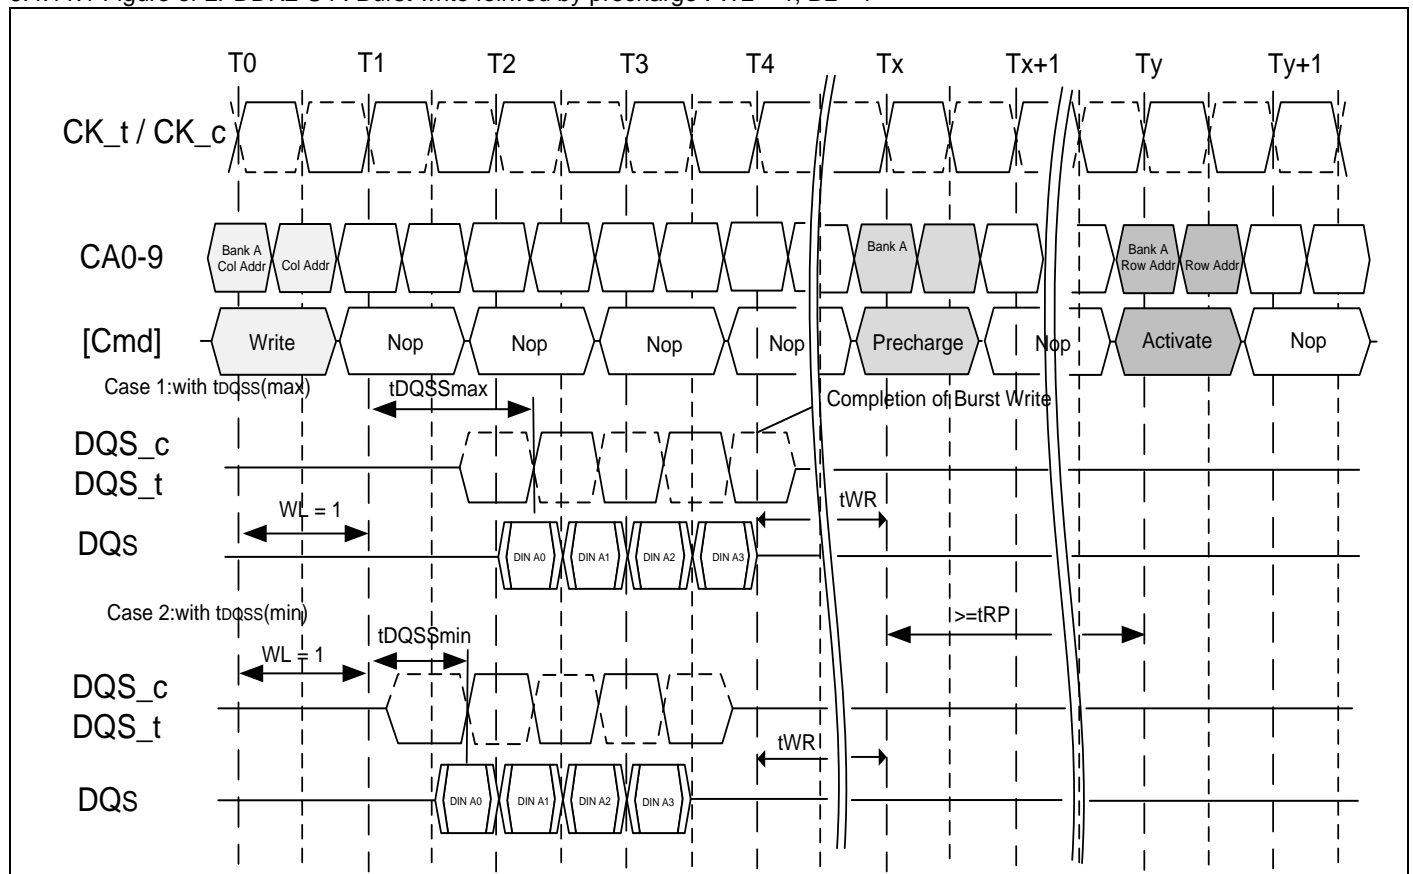 T0 T1 T2 T3 T4 Tx Tx+1 Ty Ty+1
CK_t / CK_c
CA0-9
Bank A
Col Addr
Col Addr
Bank A
Bank A
Row Addr
Row Addr
[Cmd] Write Nop Nop Nop Nop Precharge Nop Activate Nop
Case 1:with tDQSS(max)
tDQSSmax
Completion of Burst Write
DQS_c
DQS_t
WL = 1
tWR
DQs
DIN A0 DIN A1 DIN A2 DIN A3
Case 2:with tDQSS(min)
tDQSSmin
>=tRP
WL = 1
DQS_c
DQS_t
tWR
DQs
DIN A0 DIN A1 DIN A2 DIN A3